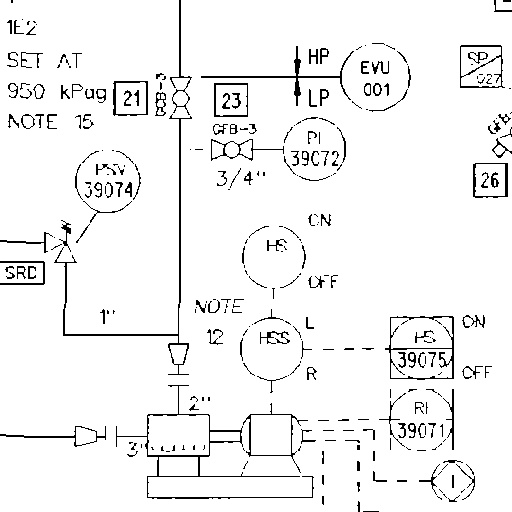 1E2
SET AT
950 kPag
NOTE 15
21
GFB-3
23
HP
LP
EVU
001
SP
927
GFB-3
PI
39072
3/4"
26
PSV
39074
SRD
1"
NOTE
12
ON
HS
OFF
L
HSS
R
HS
39075
ON
OFF
2"
3"
RI
39071
I